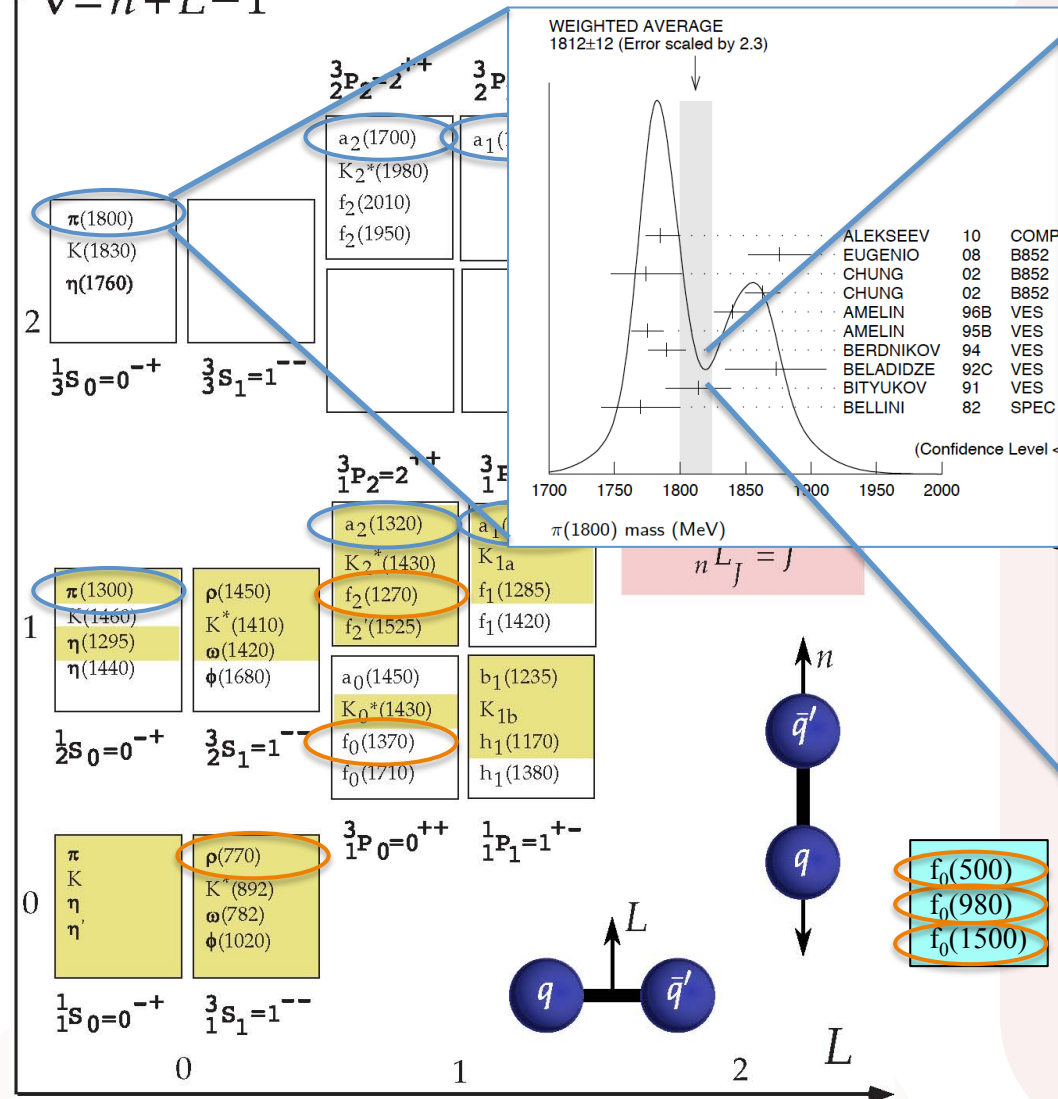 V=n+L−1
WEIGHTED AVERAGE
1812±12 (Error scaled by 2.3)
ALEKSEEV 10 COMP
EUGENIO 08 B852
CHUNG 02 B852
CHUNG 02 B852
AMELIN 96B VES
AMELIN 95B VES
BERDNIKOV 94 VES
BELADIDZE 92C VES
BITYUKOV 91 VES
BELLINI 82 SPEC
(Confidence Level <
1700 1750 1800 1850 1900 1950 2000
π(1800) mass (MeV)
³₂P₂=2⁺⁺
³₂P
a₂(1700)
K₂*(1980)
f₂(2010)
f₂(1950)
a₁(1
π(1800)
K(1830)
η(1760)
2
¹₃S₀=0⁻⁺
³₃S₁=1⁻⁻
³₁P₂=2⁺⁺
³₁P
a₂(1320)
K₂*(1430)
f₂(1270)
f₂'(1525)
a₁(
K₁ₐ
f₁(1285)
f₁(1420)
ₙ L_J = J
π(1300)
K(1460)
η(1295)
η(1440)
ρ(1450)
K*(1410)
ω(1420)
ϕ(1680)
1
a₀(1450)
K₀*(1430)
f₀(1370)
f₀(1710)
b₁(1235)
K₁b
h₁(1170)
h₁(1380)
¹₂S₀=0⁻⁺
³₂S₁=1⁻⁻
³₁P₀=0⁺⁺
¹₁P₁=1⁺⁻
n
q̄′
q
π
K
η
η'
ρ(770)
K*(892)
ω(782)
ϕ(1020)
0
f₀(500)
f₀(980)
f₀(1500)
L
q
q̄′
¹₁S₀=0⁻⁺
³₁S₁=1⁻⁻
0 1 2 L